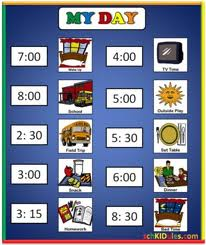 MY DAY
7:00
Wake Up
4:00
TV Time
8:00
School
5:00
Outside Play
2: 30
Field Trip
5: 30
Set Table
3:00
Snack
6:00
Dinner
3: 15
Homework
8: 30
Bed Time